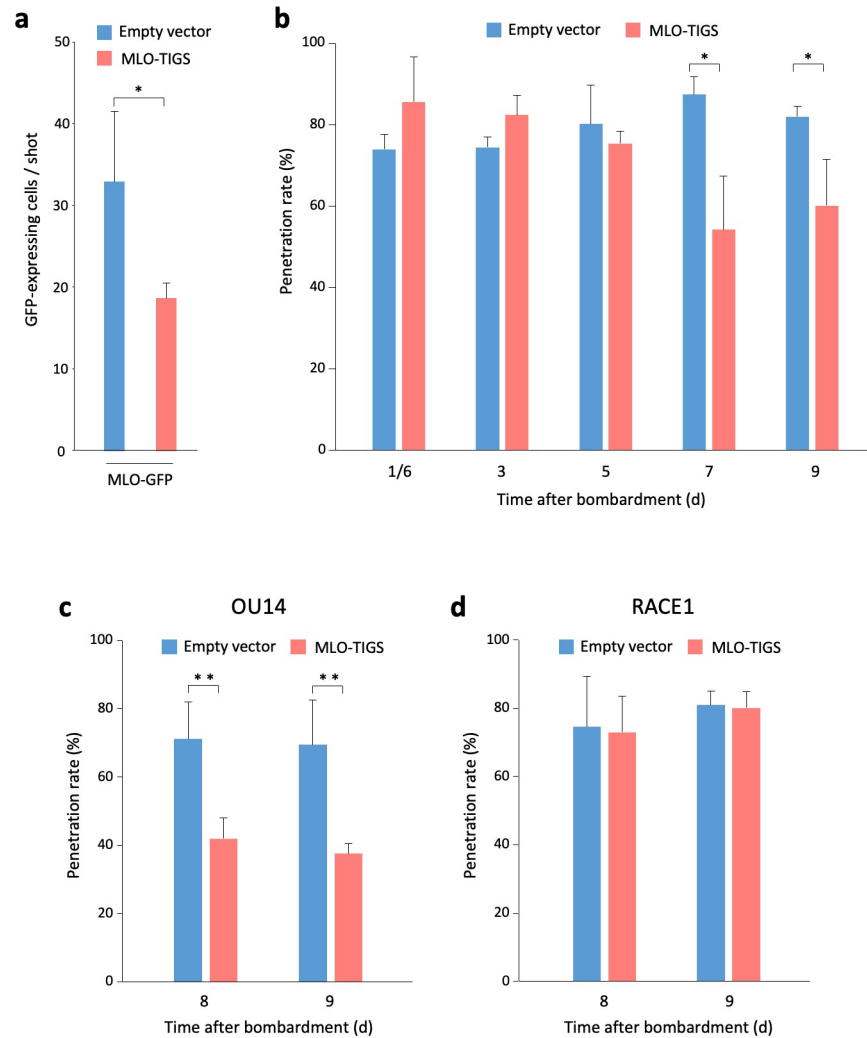 a
Empty vector
MLO-TIGS
50
40
30
20
10
0
*
GFP-expressing cells / shot
MLO-GFP
b
Empty vector MLO-TIGS
100
80
60
40
20
0
* *
Penetration rate (%)
1/6 3 5 7 9
Time after bombardment (d)
c OU14
Empty vector MLO-TIGS
100
80
60
40
20
0
** **
Penetration rate (%)
8 9
Time after bombardment (d)
d RACE1
Empty vector MLO-TIGS
100
80
60
40
20
0
Penetration rate (%)
8 9
Time after bombardment (d)